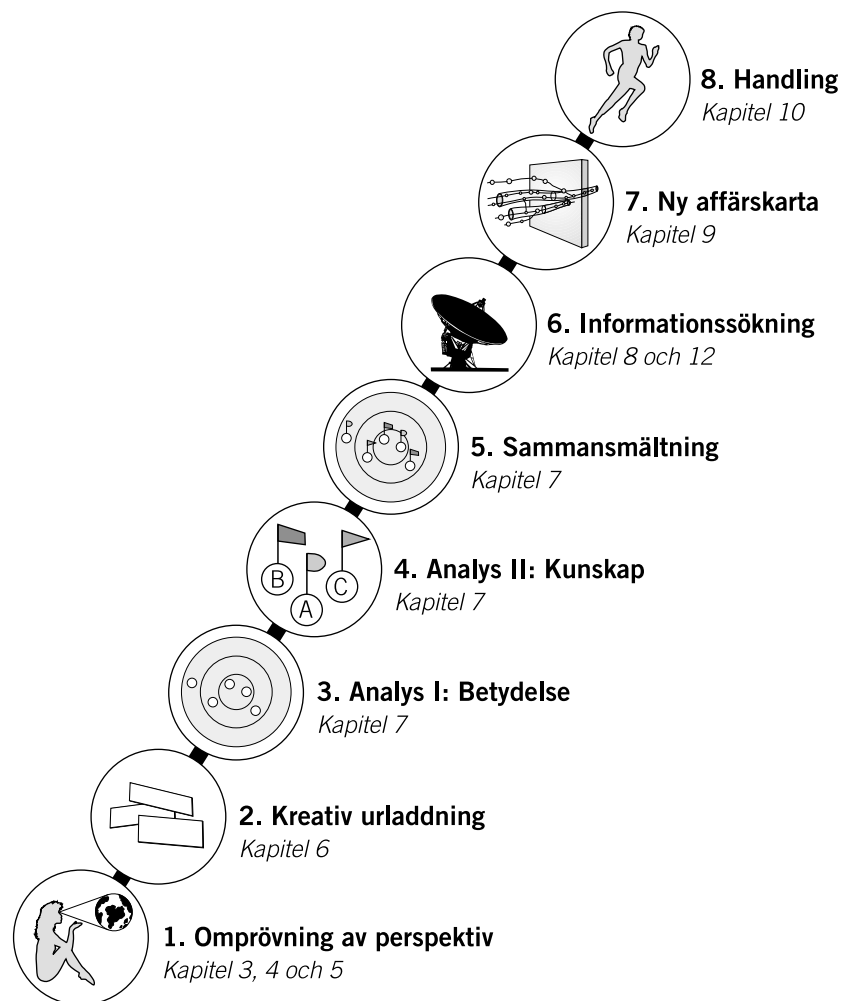 8. Handling
Kapitel 10
7. Ny affärskarta
Kapitel 9
6. Informationssökning
Kapitel 8 och 12
5. Sammansmältning
Kapitel 7
B
A
C
4. Analys II: Kunskap
Kapitel 7
3. Analys I: Betydelse
Kapitel 7
2. Kreativ urladdning
Kapitel 6
1. Omprövning av perspektiv
Kapitel 3, 4 och 5